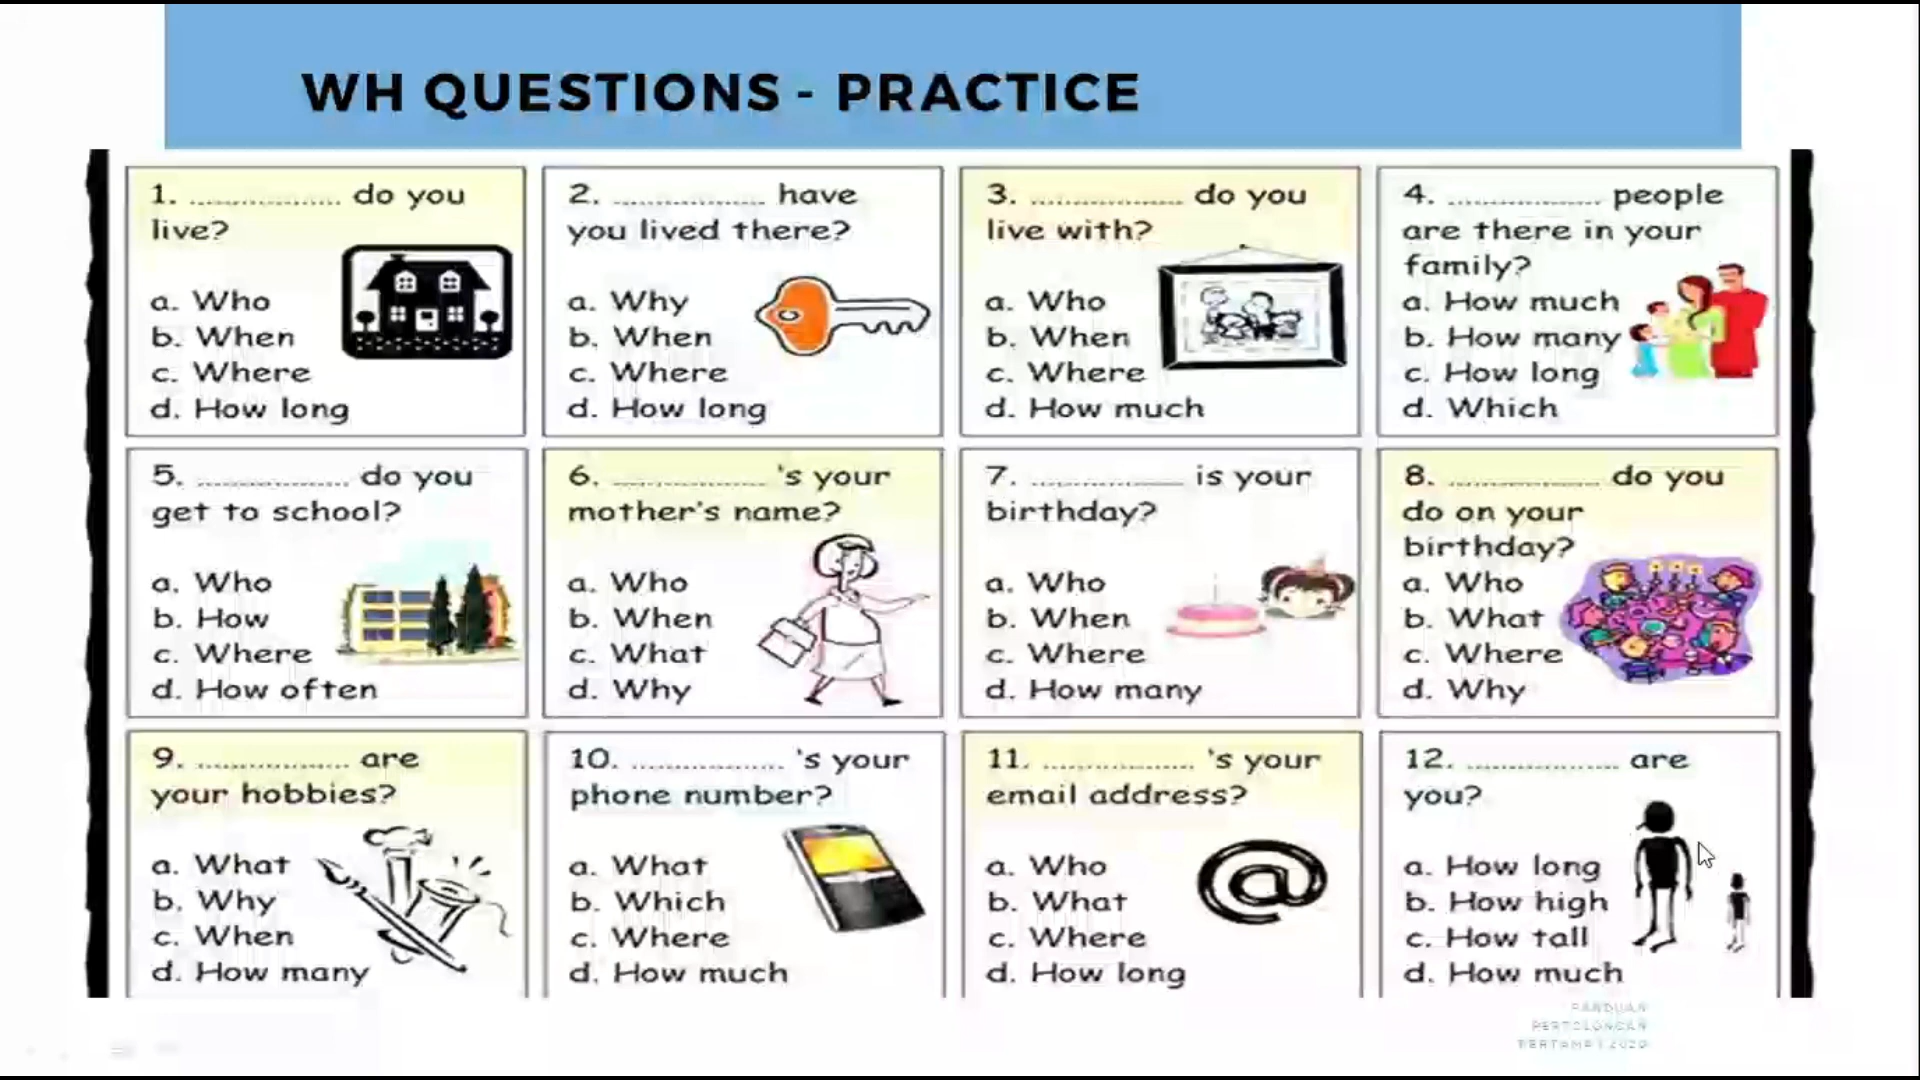 WH QUESTIONS - PRACTICE
1. ................ do you
live?
a. Who
b. When
c. Where
d. How long
2. ................ have
you lived there?
a. Why
b. When
c. Where
d. How long
3. ................ do you
live with?
a. Who
b. When
c. Where
d. How much
4. ................ people
are there in your
family?
a. How much
b. How many
c. How long
d. Which
5. ................ do you
get to school?
a. Who
b. How
c. Where
d. How often
6. ................ 's your
mother's name?
a. Who
b. When
c. What
d. Why
7. ................ is your
birthday?
a. Who
b. When
c. Where
d. How many
8. ................ do you
do on your
birthday?
a. Who
b. What
c. Where
d. Why
9. ................ are
your hobbies?
a. What
b. Why
c. When
d. How many
10. ................ 's your
phone number?
a. What
b. Which
c. Where
d. How much
11. ................ 's your
email address?
a. Who
b. What
c. Where
d. How long
12. ................ are
you?
a. How long
b. How high
c. How tall
d. How much
@
PANDUAN
PERTOLONGAN
PERTAMA | 2020